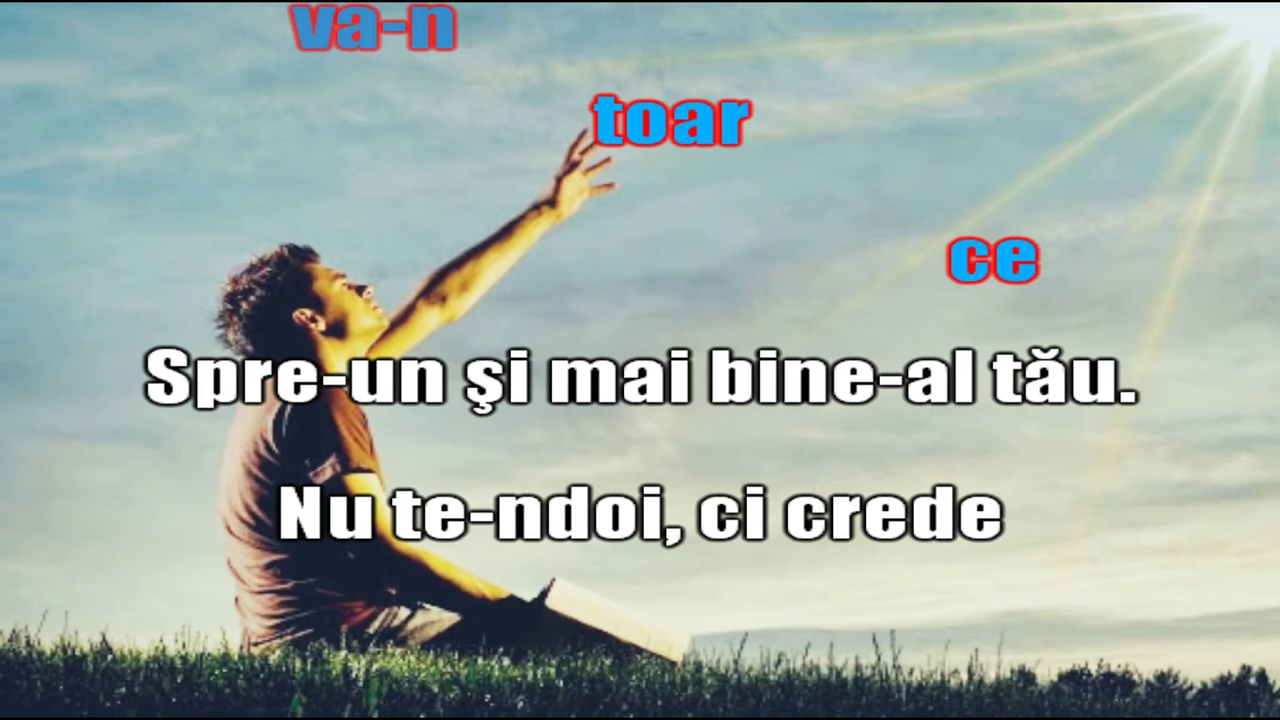 va-n
toar
ce
Spre-un şi mai bine-al tău.
Nu te-ndoi, ci crede